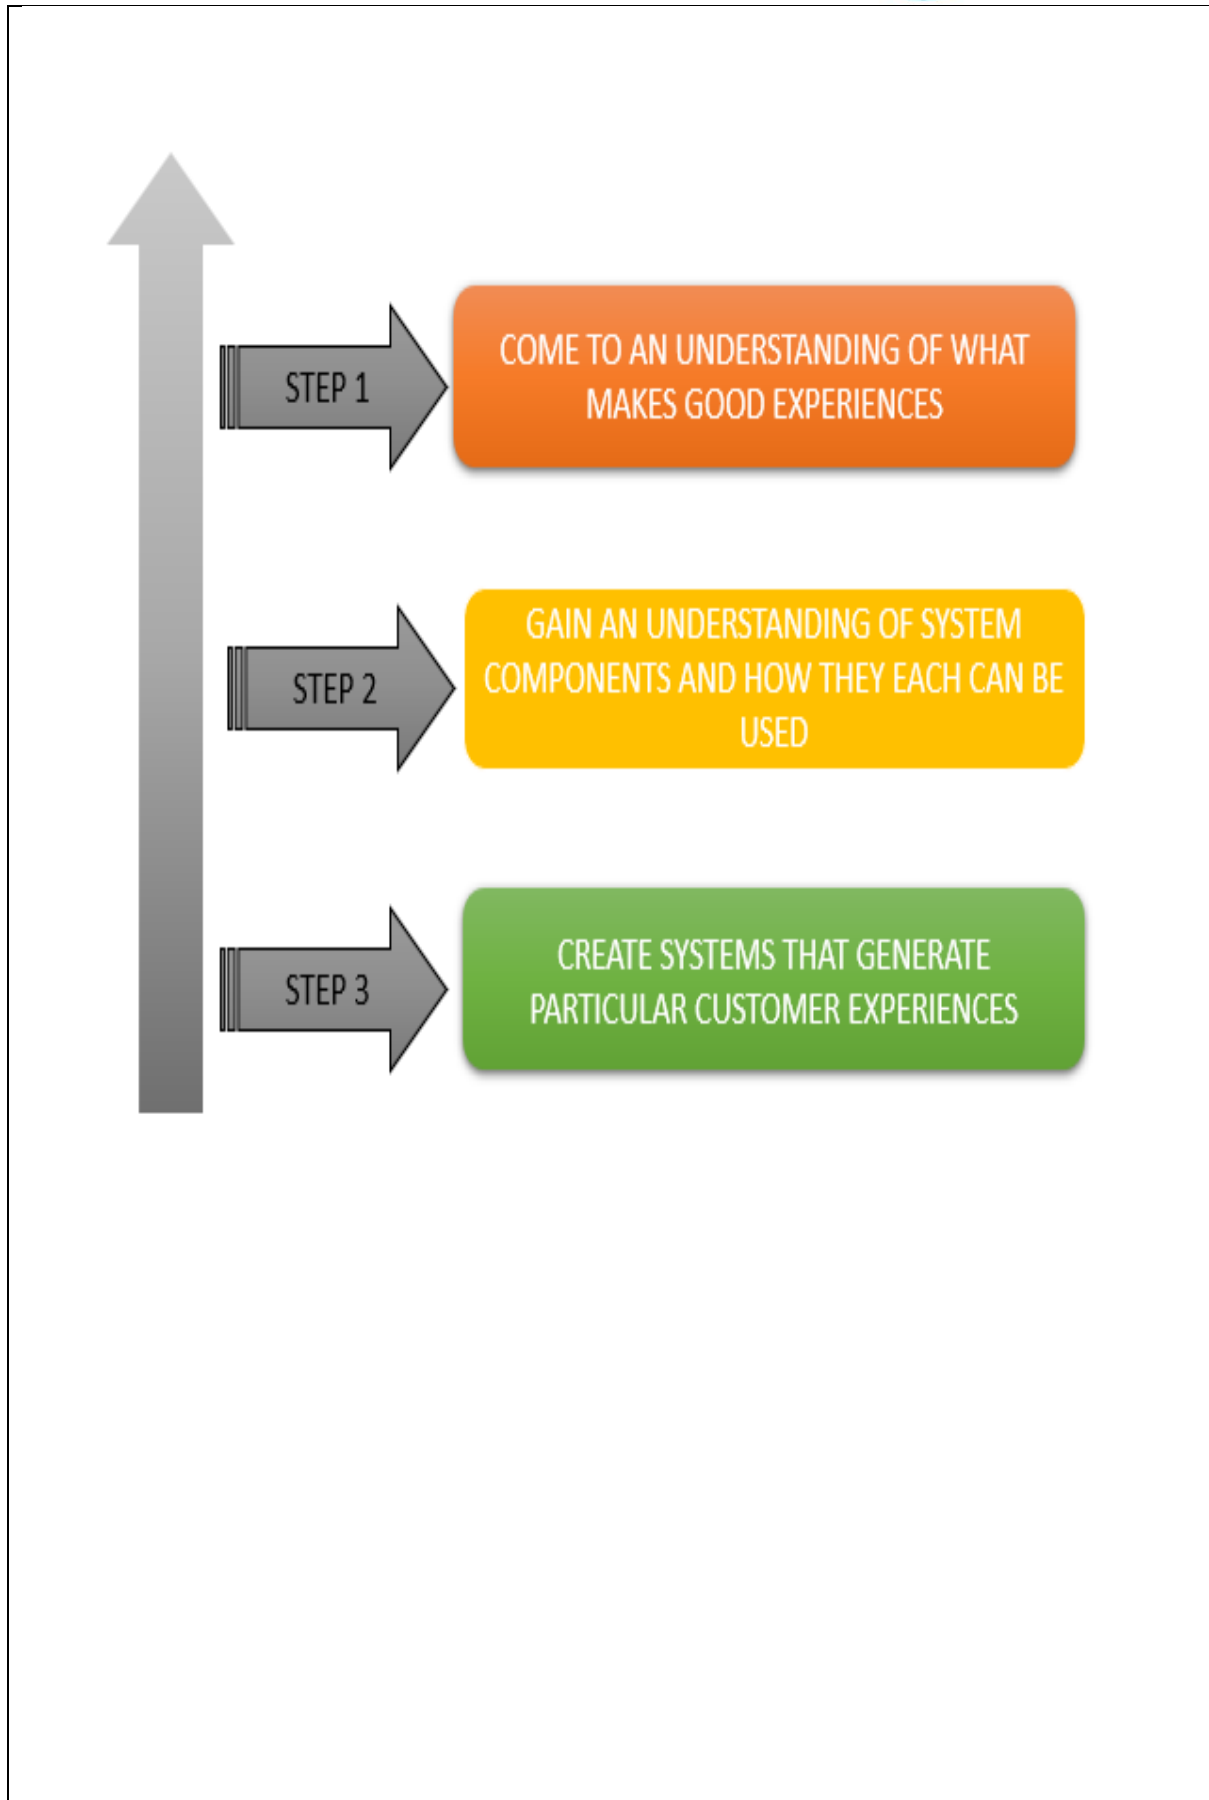 STEP 1
COME TO AN UNDERSTANDING OF WHAT
MAKES GOOD EXPERIENCES
STEP 2
GAIN AN UNDERSTANDING OF SYSTEM
COMPONENTS AND HOW THEY EACH CAN BE
USED
STEP 3
CREATE SYSTEMS THAT GENERATE
PARTICULAR CUSTOMER EXPERIENCES